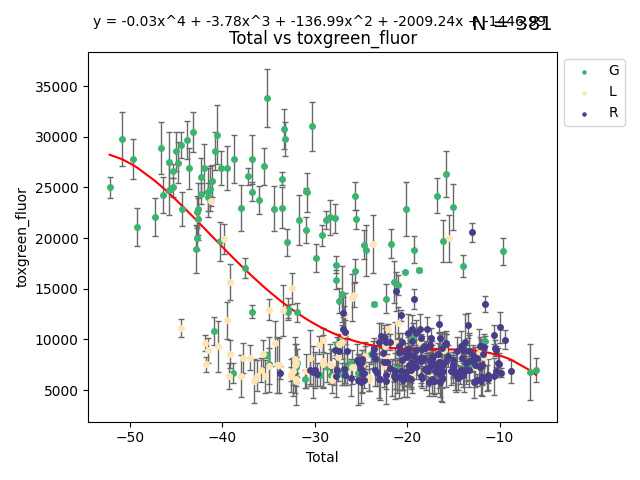 y = -0.03x^4 + -3.78x^3 + -136.99x^2 + -2009.24x + -1446.99
N = 381
Total vs toxgreen_fluor
35000
30000
25000
20000
15000
10000
5000
toxgreen_fluor
−50
−40
−30
−20
−10
Total
G
L
R